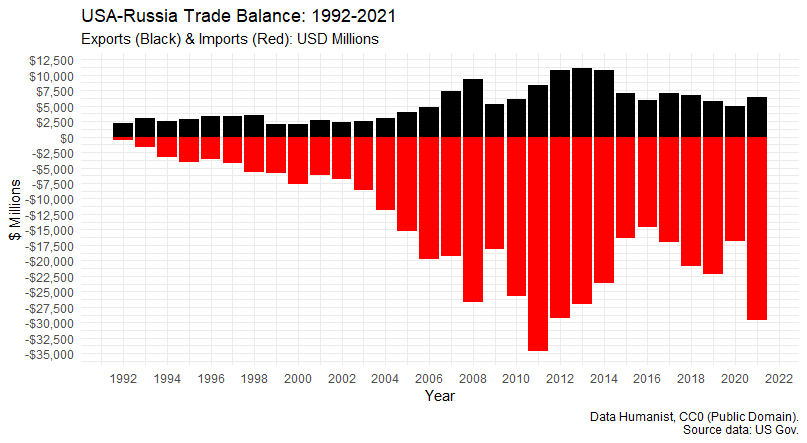 USA-Russia Trade Balance: 1992-2021
Exports (Black) & Imports (Red): USD Millions
$12,500
$10,000
$7,500
$5,000
$2,500
$0
-$2,500
-$5,000
-$7,500
-$10,000
-$12,500
-$15,000
-$17,500
-$20,000
-$22,500
-$25,000
-$27,500
-$30,000
-$32,500
-$35,000
$ Millions
1992 1994 1996 1998 2000 2002 2004 2006 2008 2010 2012 2014 2016 2018 2020 2022
Year
Data Humanist, CC0 (Public Domain).
Source data: US Gov.